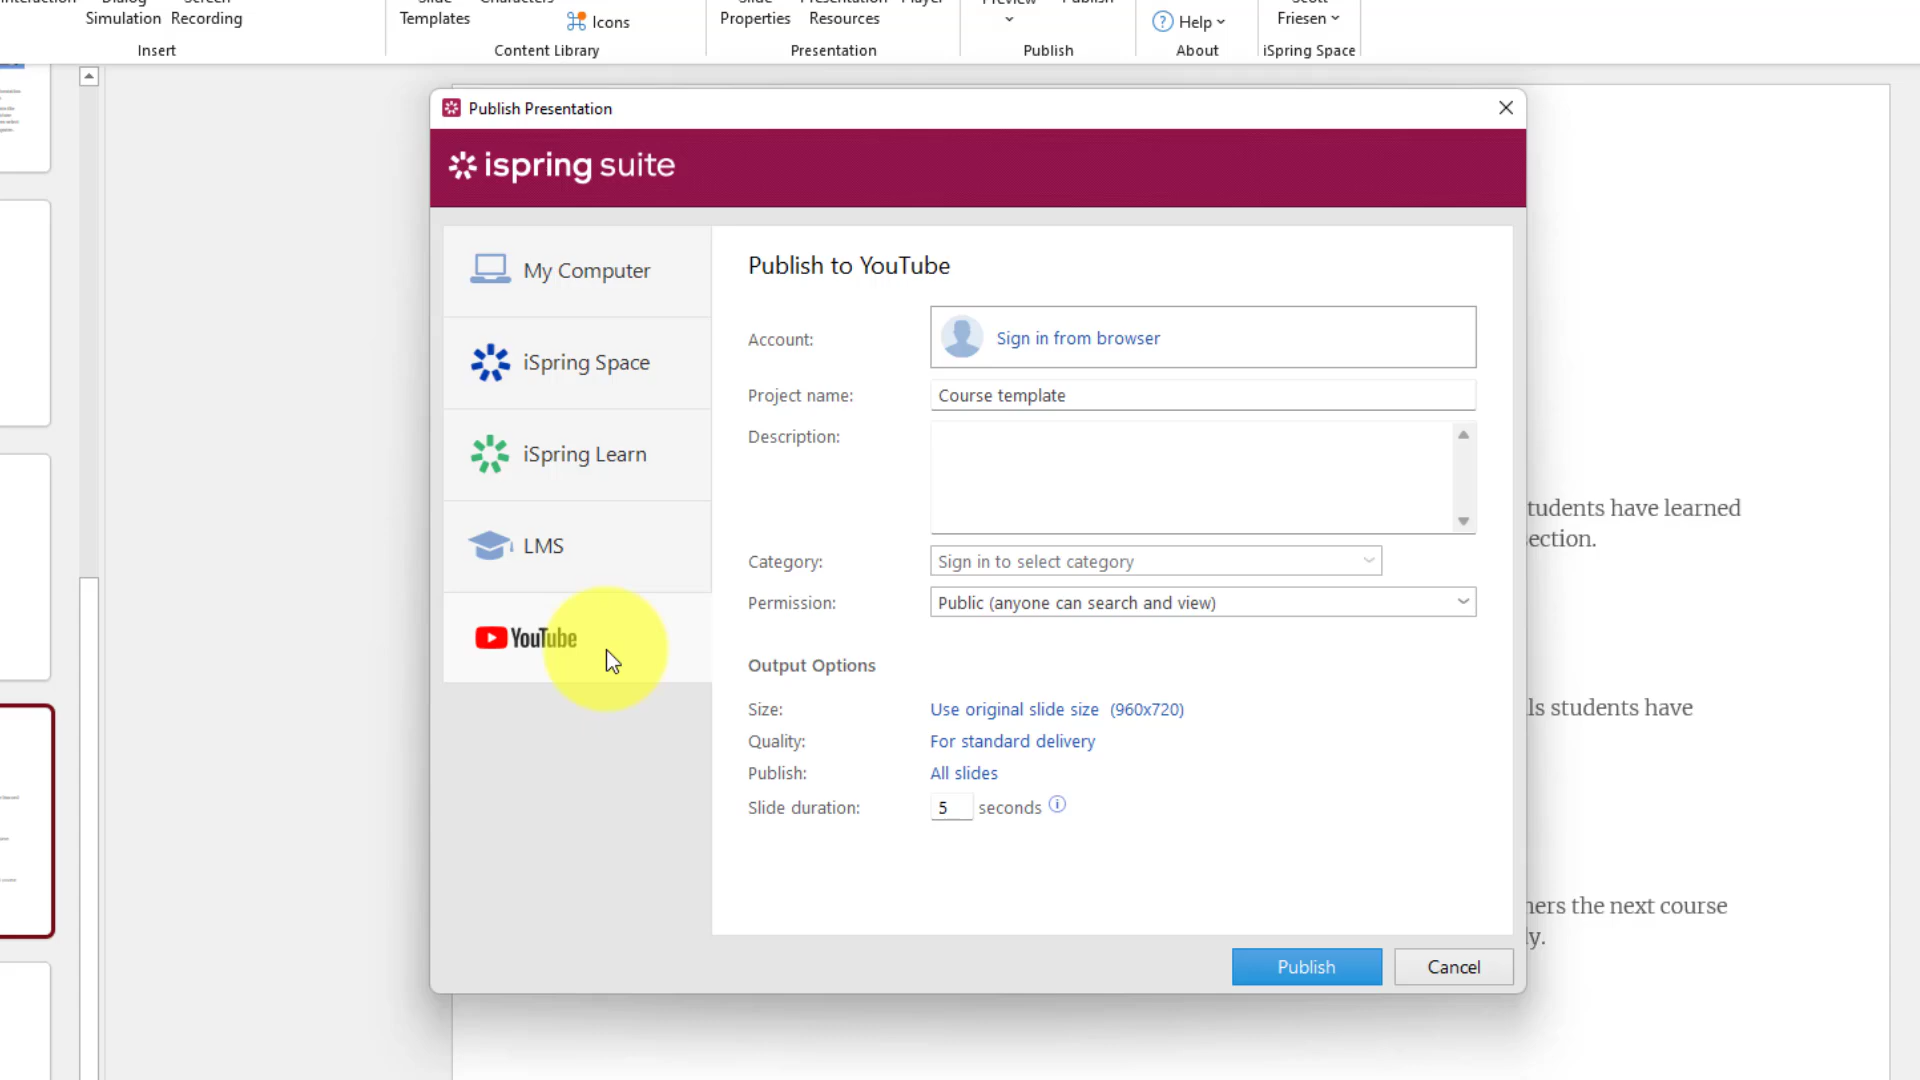 Simulation Recording
Insert
Templates
Icons
Content Library
Properties
Resources
Presentation
Publish
Help
About
Friesen
iSpring Space
Publish Presentation
ispring suite
My Computer
iSpring Space
iSpring Learn
LMS
YouTube
Publish to YouTube
Account: Sign in from browser
Project name: Course template
Description:
Category: Sign in to select category
Permission: Public (anyone can search and view)
Output Options
Size: Use original slide size (960x720)
Quality: For standard delivery
Publish: All slides
Slide duration: 5 seconds
Publish Cancel
students have learned
section.
students have
the next course